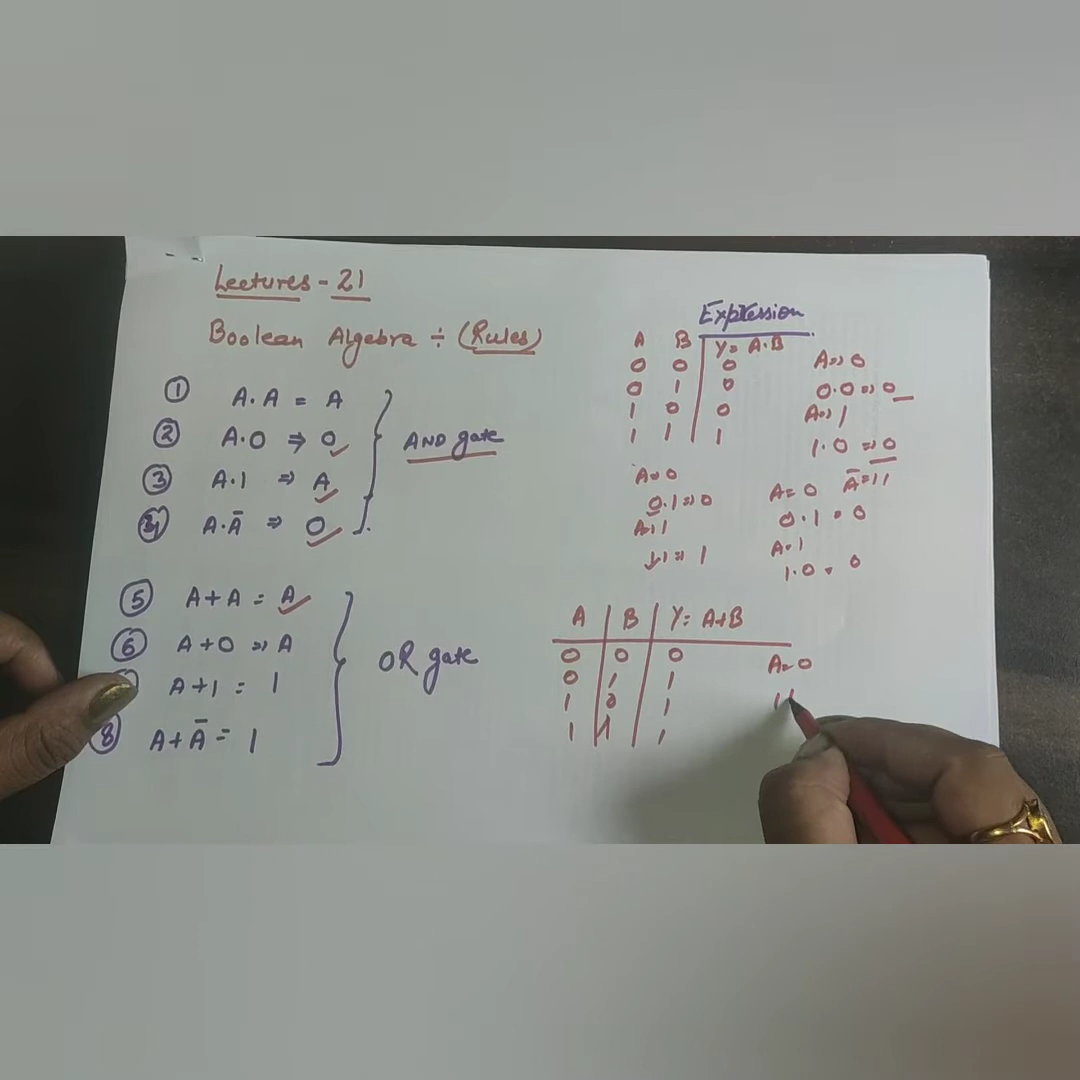 Lectures - 21
Boolean Algebra ÷ (Rules)
① A.A = A
② A.0 ⇒ 0
③ A.1 ⇒ A
A.Ā ⇒ 0
AND gate
⑤ A+A = A
⑥ A+0 ⇒ A
A+1 = 1
⑧ A+Ā = 1
OR gate
Expression
A B Y= A.B
0 0 0
0 1 0
1 0 0
1 1 1
A⇒0
0.0⇒0
A⇒1
1.0⇒0
A=0
0.1⇒0
A=1
1.1= 1
A=0 Ā=1
0.1=0
A=1
1.0=0
A B Y= A+B
0 0 0
0 1 1
1 0 1
1 1 1
A=0